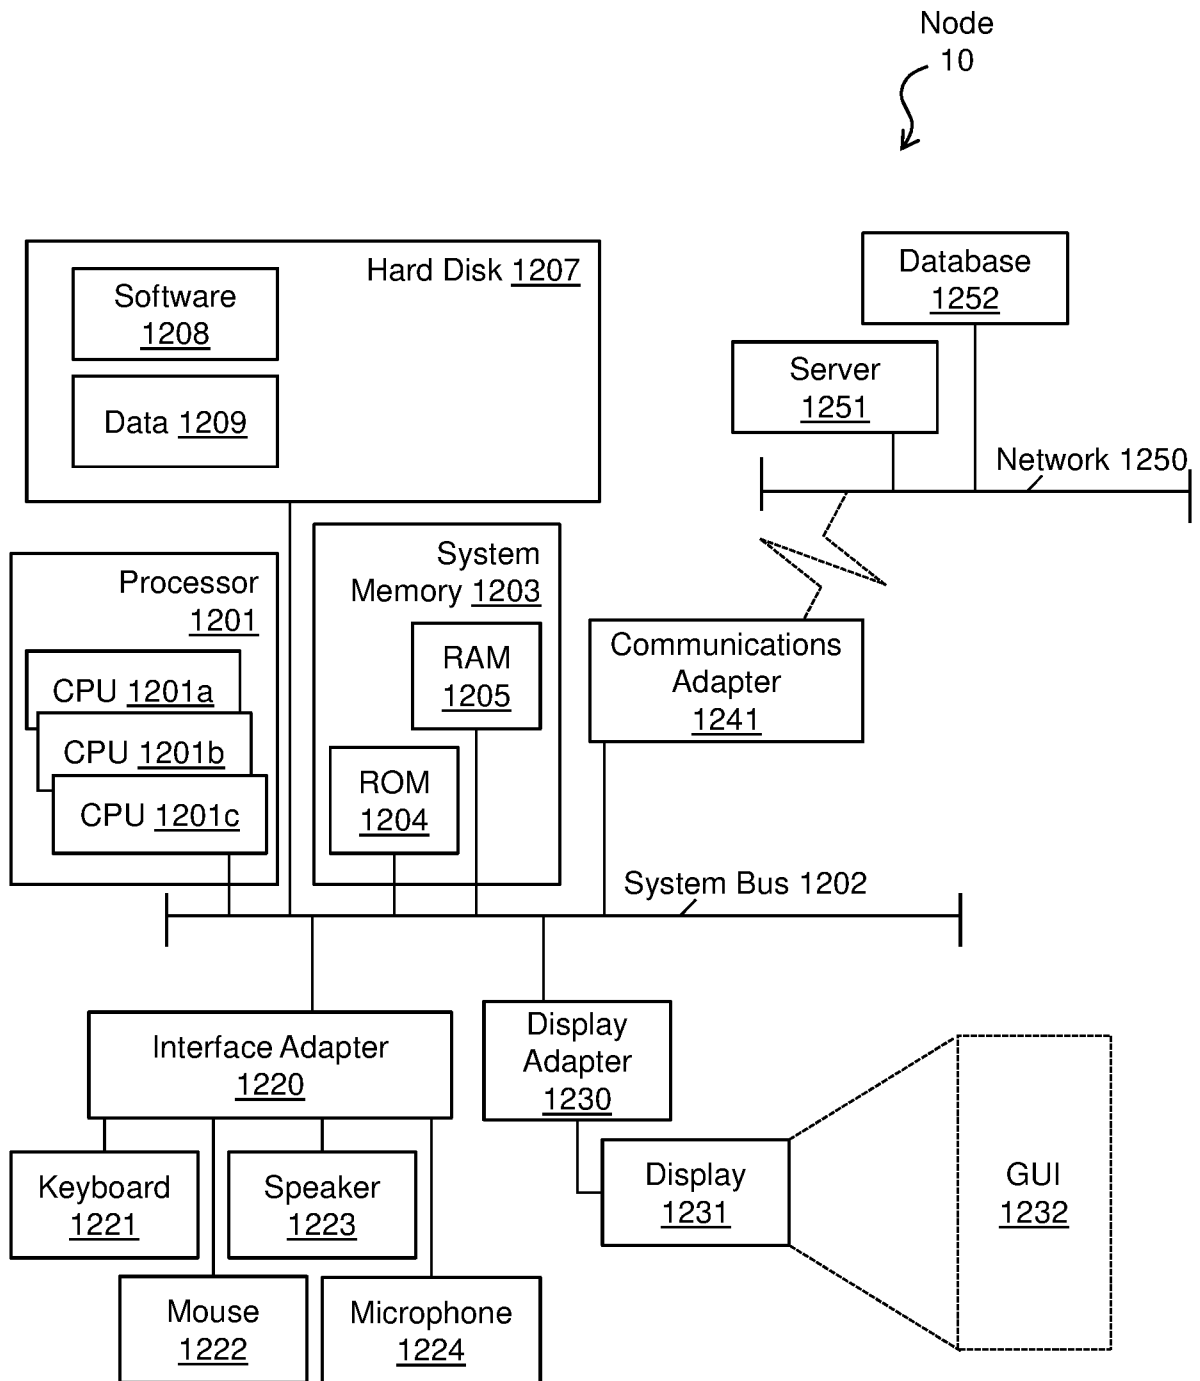 Node
10
Hard Disk 1207
Software
1208
Data 1209
Database
1252
Server
1251
Network 1250
Processor
1201
CPU 1201a
CPU 1201b
CPU 1201c
System
Memory 1203
RAM
1205
ROM
1204
Communications
Adapter
1241
System Bus 1202
Interface Adapter
1220
Display
Adapter
1230
Keyboard
1221
Speaker
1223
Mouse
1222
Microphone
1224
Display
1231
GUI
1232